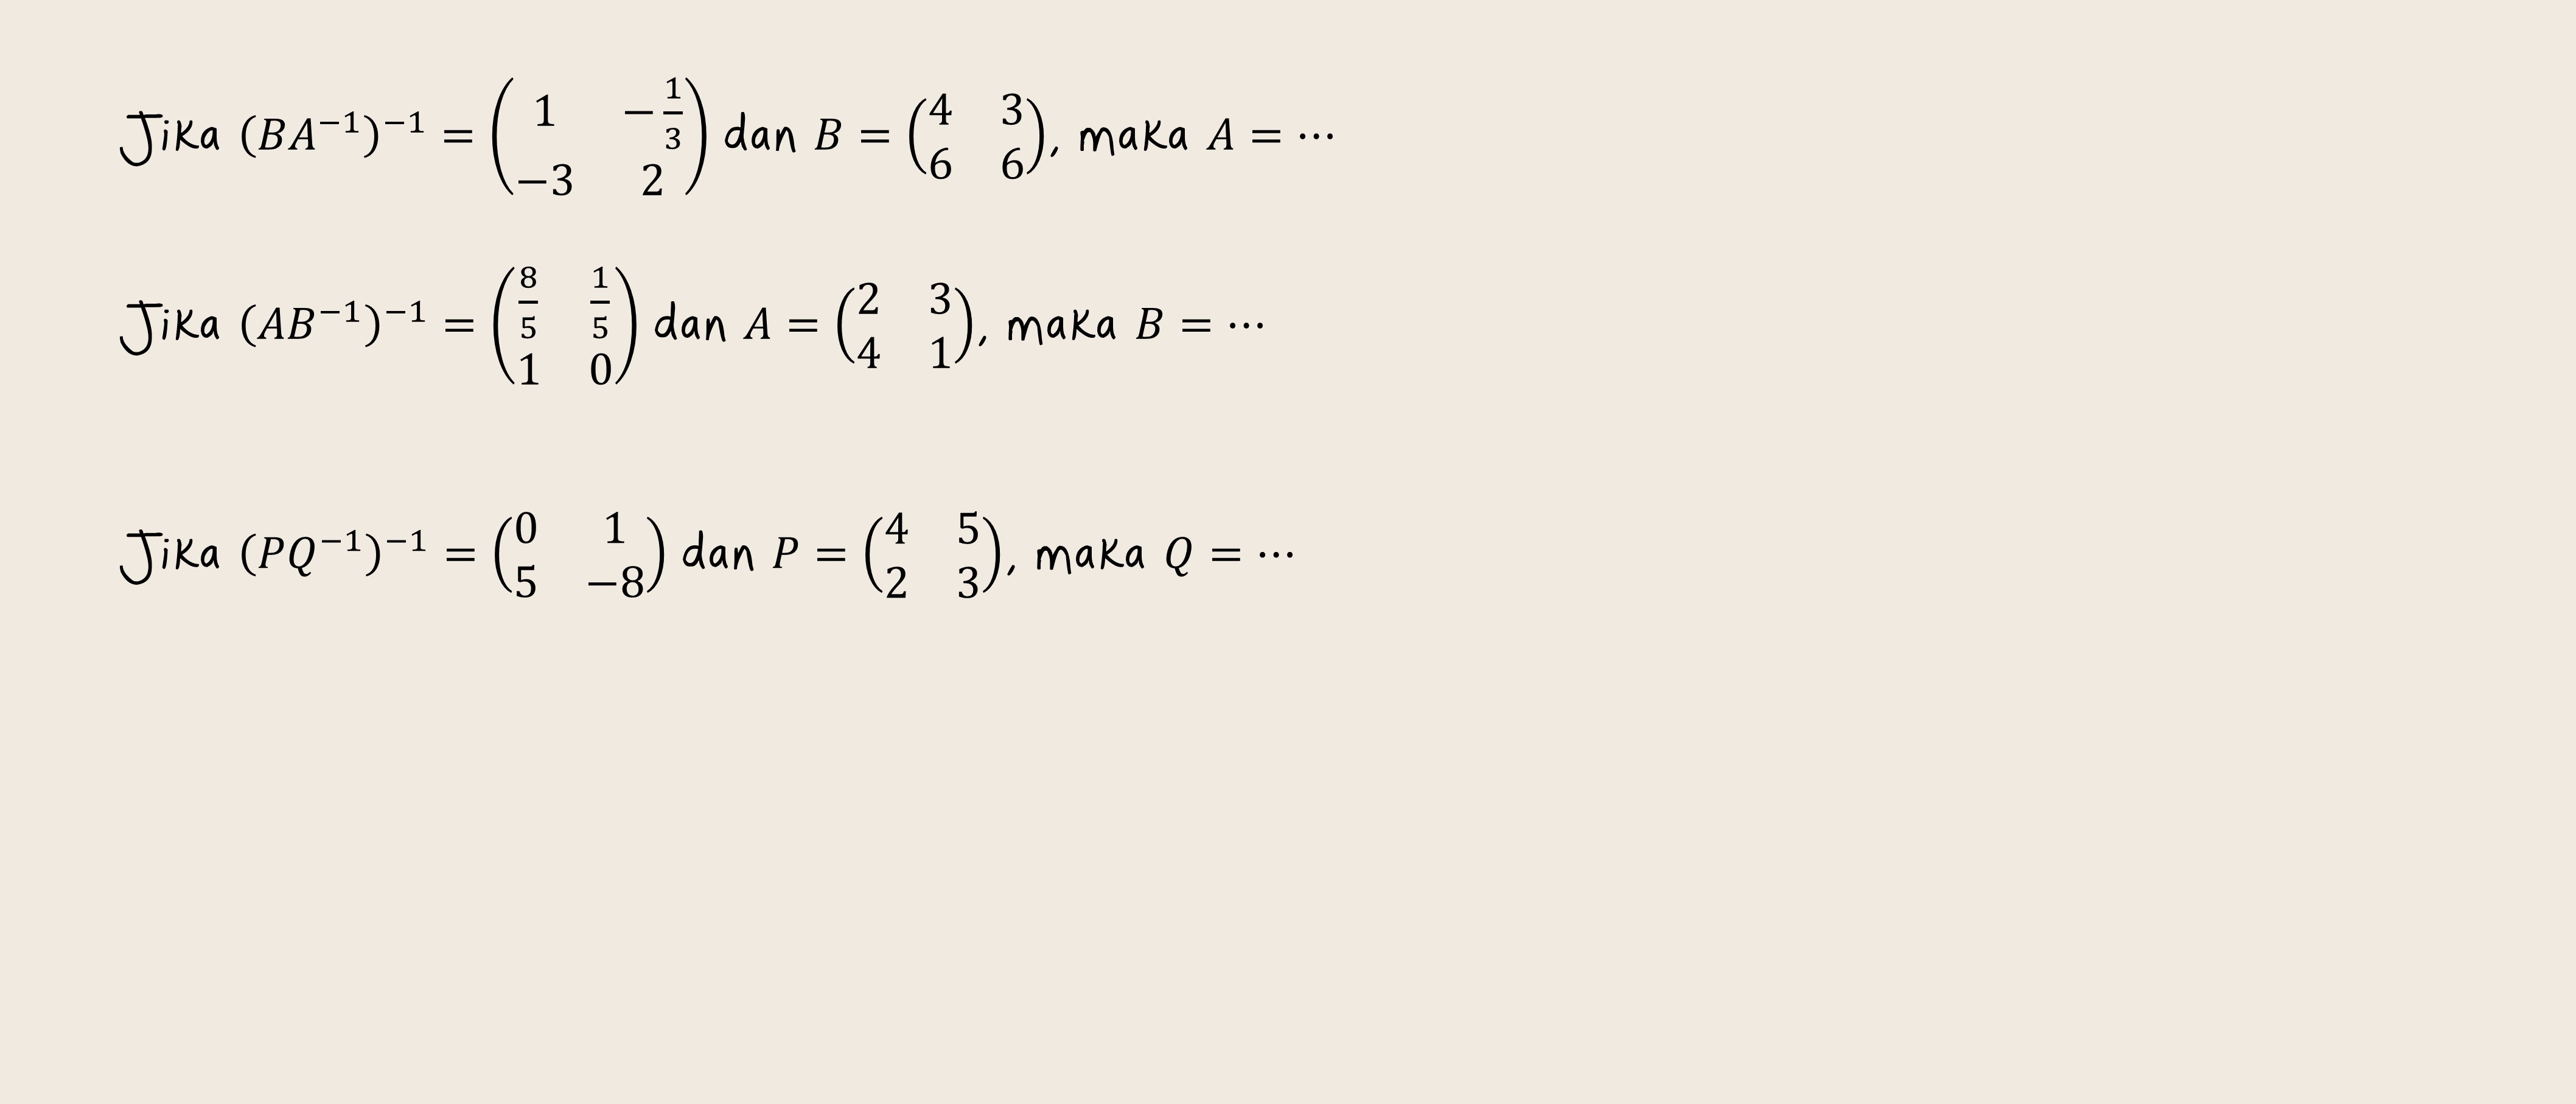 Jika $(BA^{-1})^{-1} = \begin{pmatrix} 1 & -\frac{1}{3} \\ -3 & 2 \end{pmatrix}$ dan $B = \begin{pmatrix} 4 & 3 \\ 6 & 6 \end{pmatrix}$, maka $A = \cdots$
Jika $(AB^{-1})^{-1} = \begin{pmatrix} \frac{8}{5} & \frac{1}{5} \\ 1 & 0 \end{pmatrix}$ dan $A = \begin{pmatrix} 2 & 3 \\ 4 & 1 \end{pmatrix}$, maka $B = \cdots$
Jika $(PQ^{-1})^{-1} = \begin{pmatrix} 0 & 1 \\ 5 & -8 \end{pmatrix}$ dan $P = \begin{pmatrix} 4 & 5 \\ 2 & 3 \end{pmatrix}$, maka $Q = \cdots$